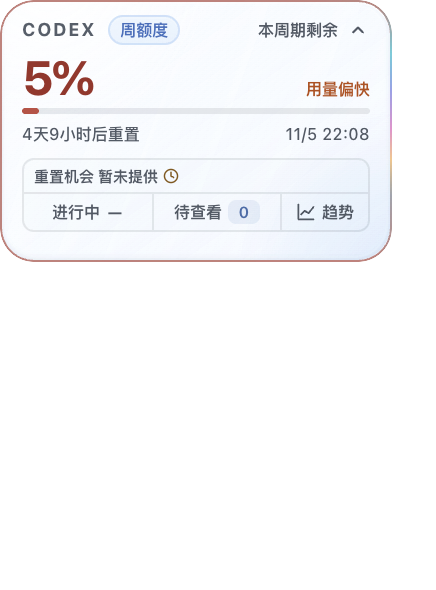 CODEX 周额度 本周期剩余
5% 用量偏快
4天9小时后重置 11/5 22:08
重置机会 暂未提供
进行中 — 待查看 0 趋势